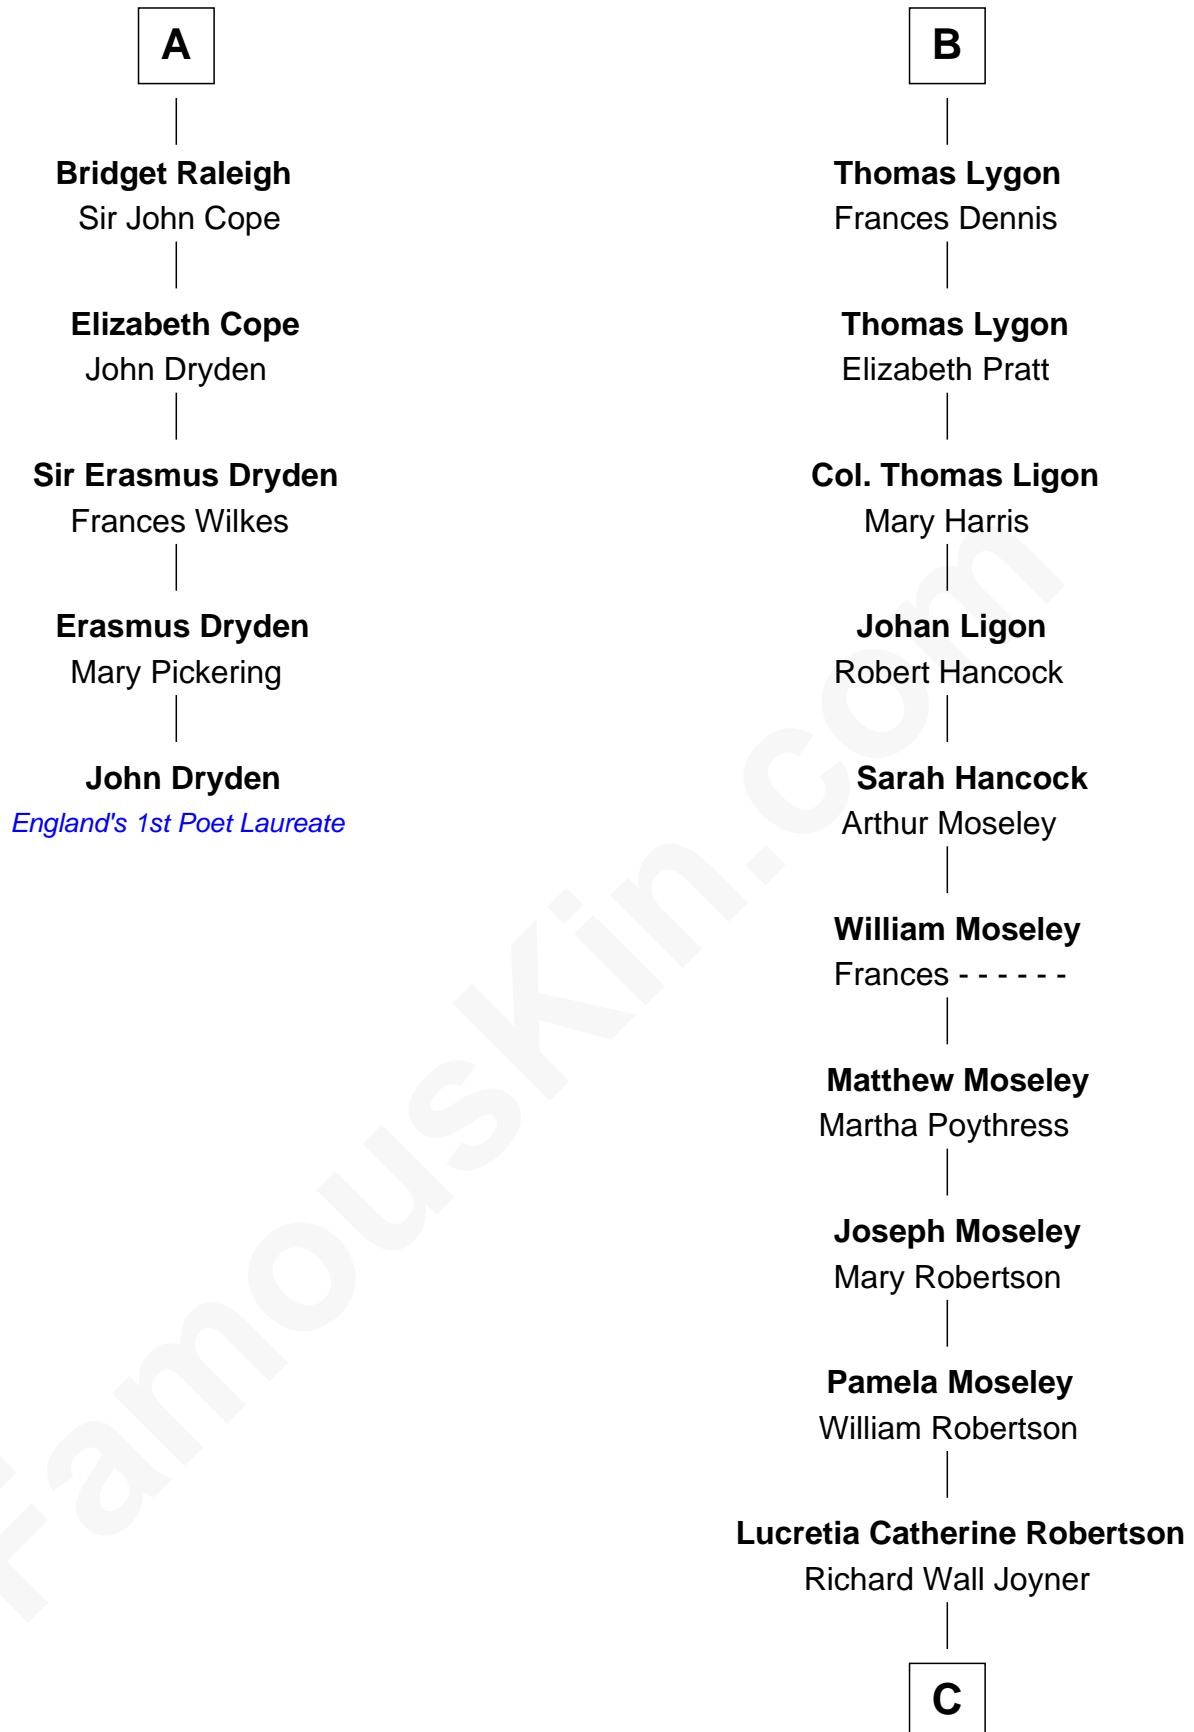 A
Bridget Raleigh
Sir John Cope
Elizabeth Cope
John Dryden
Sir Erasmus Dryden
Frances Wilkes
Erasmus Dryden
Mary Pickering
John Dryden
England's 1st Poet Laureate
B
Thomas Lygon
Frances Dennis
Thomas Lygon
Elizabeth Pratt
Col. Thomas Ligon
Mary Harris
Johan Ligon
Robert Hancock
Sarah Hancock
Arthur Moseley
William Moseley
Frances - - - - - -
Matthew Moseley
Martha Poythress
Joseph Moseley
Mary Robertson
Pamela Moseley
William Robertson
Lucretia Catherine Robertson
Richard Wall Joyner
C
FamousKin.com